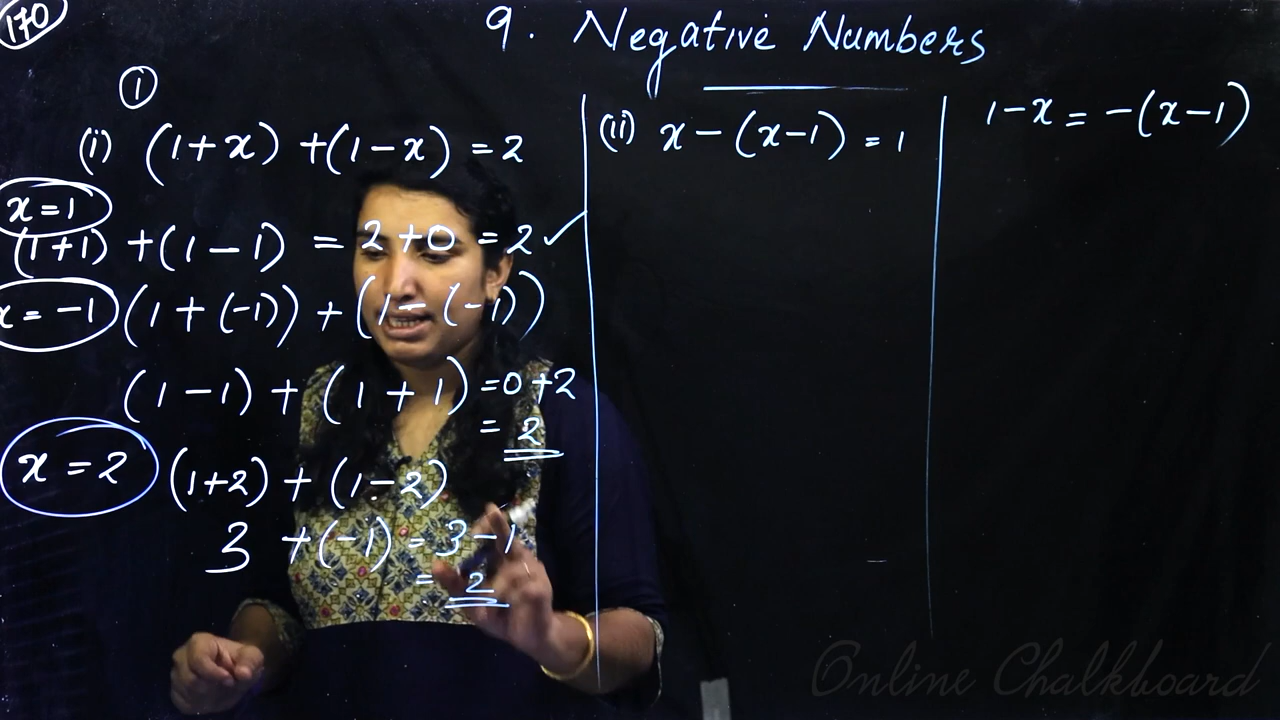 170
9. Negative Numbers
①
(i) (1+x) +(1-x) = 2
x=1
(1+1) +(1-1) = 2+0 = 2 ✓
x=-1 (1+(-1)) + (1-(-1))
(1-1) + (1+1) = 0+2
= 2
x=2 (1+2) + (1-2)
3 +(-1) = 3-1
= 2
(ii) x-(x-1) = 1
1-x = -(x-1)
Online Chalkboard